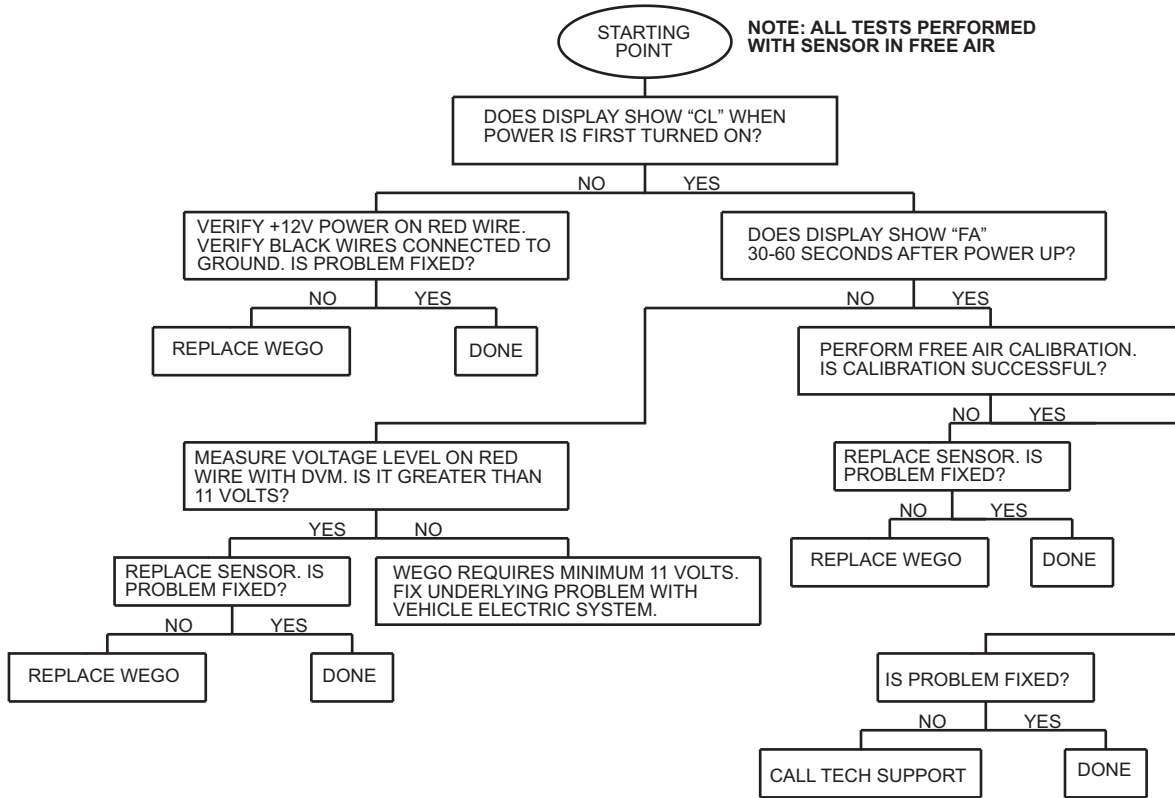 STARTING
POINT
NOTE: ALL TESTS PERFORMED
WITH SENSOR IN FREE AIR
DOES DISPLAY SHOW “CL” WHEN
POWER IS FIRST TURNED ON?
NO
YES
VERIFY +12V POWER ON RED WIRE.
VERIFY BLACK WIRES CONNECTED TO
GROUND. IS PROBLEM FIXED?
DOES DISPLAY SHOW “FA”
30-60 SECONDS AFTER POWER UP?
NO
YES
NO
YES
REPLACE WEGO
DONE
PERFORM FREE AIR CALIBRATION.
IS CALIBRATION SUCCESSFUL?
NO
YES
MEASURE VOLTAGE LEVEL ON RED
WIRE WITH DVM. IS IT GREATER THAN
11 VOLTS?
REPLACE SENSOR. IS
PROBLEM FIXED?
NO
YES
YES
NO
REPLACE WEGO
DONE
REPLACE SENSOR. IS
PROBLEM FIXED?
WEGO REQUIRES MINIMUM 11 VOLTS.
FIX UNDERLYING PROBLEM WITH
VEHICLE ELECTRIC SYSTEM.
NO
YES
REPLACE WEGO
DONE
IS PROBLEM FIXED?
NO
YES
CALL TECH SUPPORT
DONE